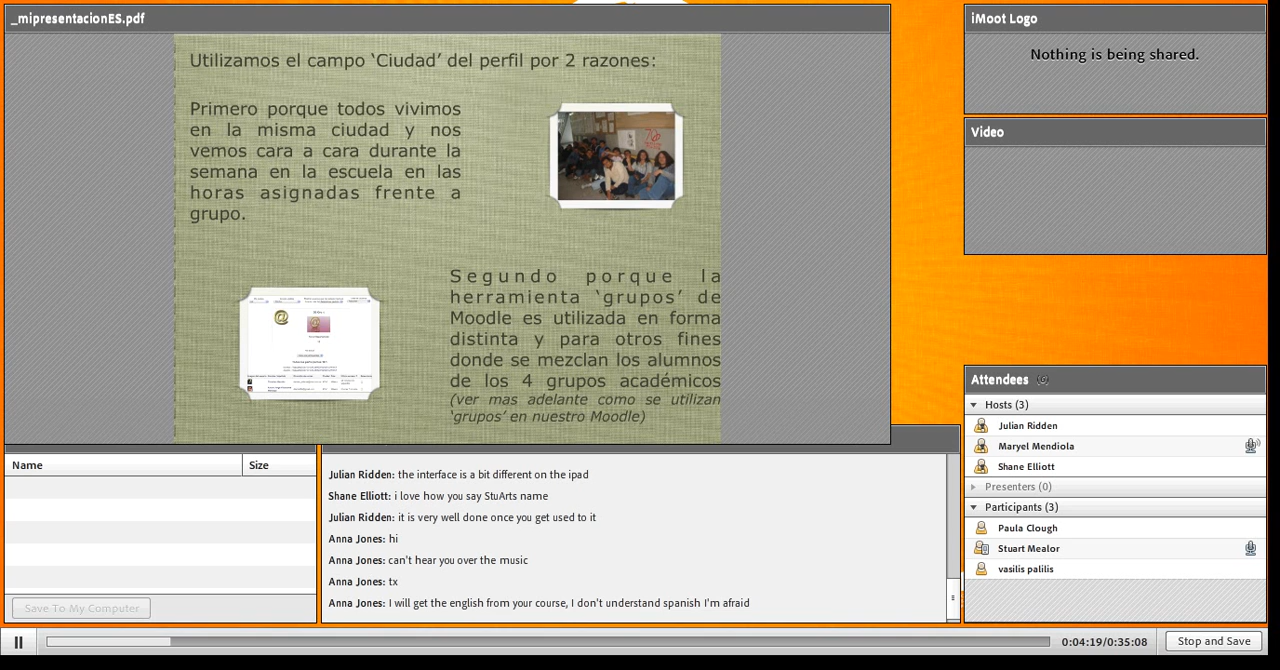 _mipresentacionES.pdf
Utilizamos el campo ‘Ciudad’ del perfil por 2 razones:
Primero porque todos vivimos
en la misma ciudad y nos
vemos cara a cara durante la
semana en la escuela en las
horas asignadas frente a
grupo.
Segundo porque la
herramienta ‘grupos’ de
Moodle es utilizada en forma
distinta y para otros fines
donde se mezclan los alumnos
de los 4 grupos académicos
(ver mas adelante como se utilizan
‘grupos’ en nuestro Moodle)
iMoot Logo
Nothing is being shared.
Video
Attendees (6)
Hosts (3)
Julian Ridden
Maryel Mendiola
Shane Elliott
Presenters (0)
Participants (3)
Paula Clough
Stuart Mealor
vasilis palilis
Name Size
Save To My Computer
Julian Ridden: the interface is a bit different on the ipad
Shane Elliott: i love how you say StuArts name
Julian Ridden: it is very well done once you get used to it
Anna Jones: hi
Anna Jones: can't hear you over the music
Anna Jones: tx
Anna Jones: I will get the english from your course, I don't understand spanish I'm afraid
0:04:19/0:35:08
Stop and Save